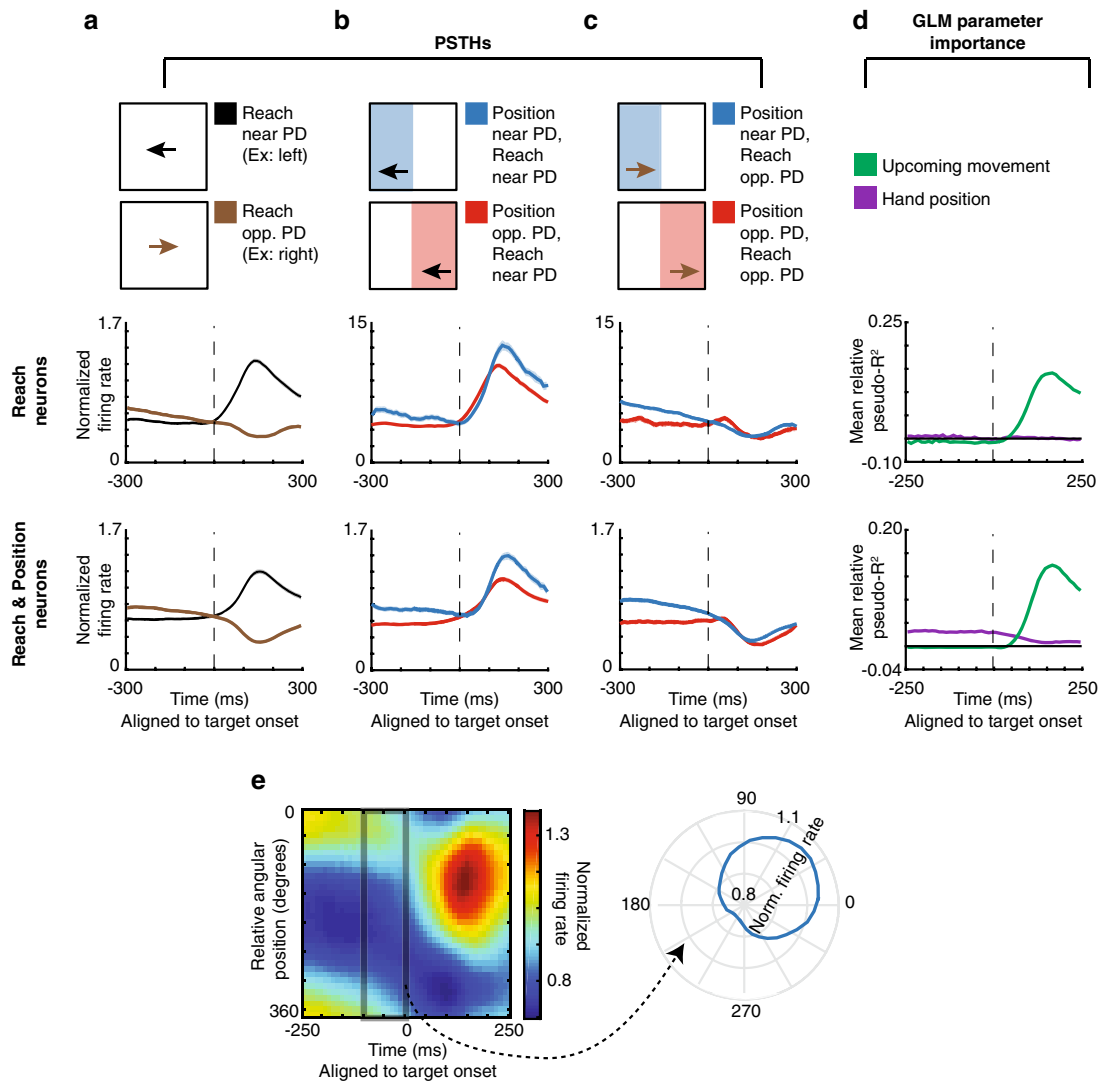 a
b
c
d
PSTHs
GLM parameter
importance
Reach
near PD
(Ex: left)
Reach
opp. PD
(Ex: right)
Position
near PD,
Reach
near PD
Position
opp. PD,
Reach
near PD
Position
near PD,
Reach
opp. PD
Position
opp. PD,
Reach
opp. PD
Upcoming movement
Hand position
Reach
neurons
Normalized
firing rate
1.7
0
-300
300
15
0
-300
300
15
0
-300
300
Mean relative
pseudo-R²
0.25
-0.10
-250
250
Reach & Position
neurons
Normalized
firing rate
1.7
0
-300
300
Time (ms)
Aligned to target onset
1.7
0
-300
300
Time (ms)
Aligned to target onset
1.7
0
-300
300
Time (ms)
Aligned to target onset
Mean relative
pseudo-R²
0.20
-0.04
-250
250
Time (ms)
Aligned to target onset
e
Relative angular
position (degrees)
0
360
-250
0
250
Time (ms)
Aligned to target onset
1.3
0.8
Normalized
firing rate
90
1.1
0.8
Norm. firing rate
180
0
270